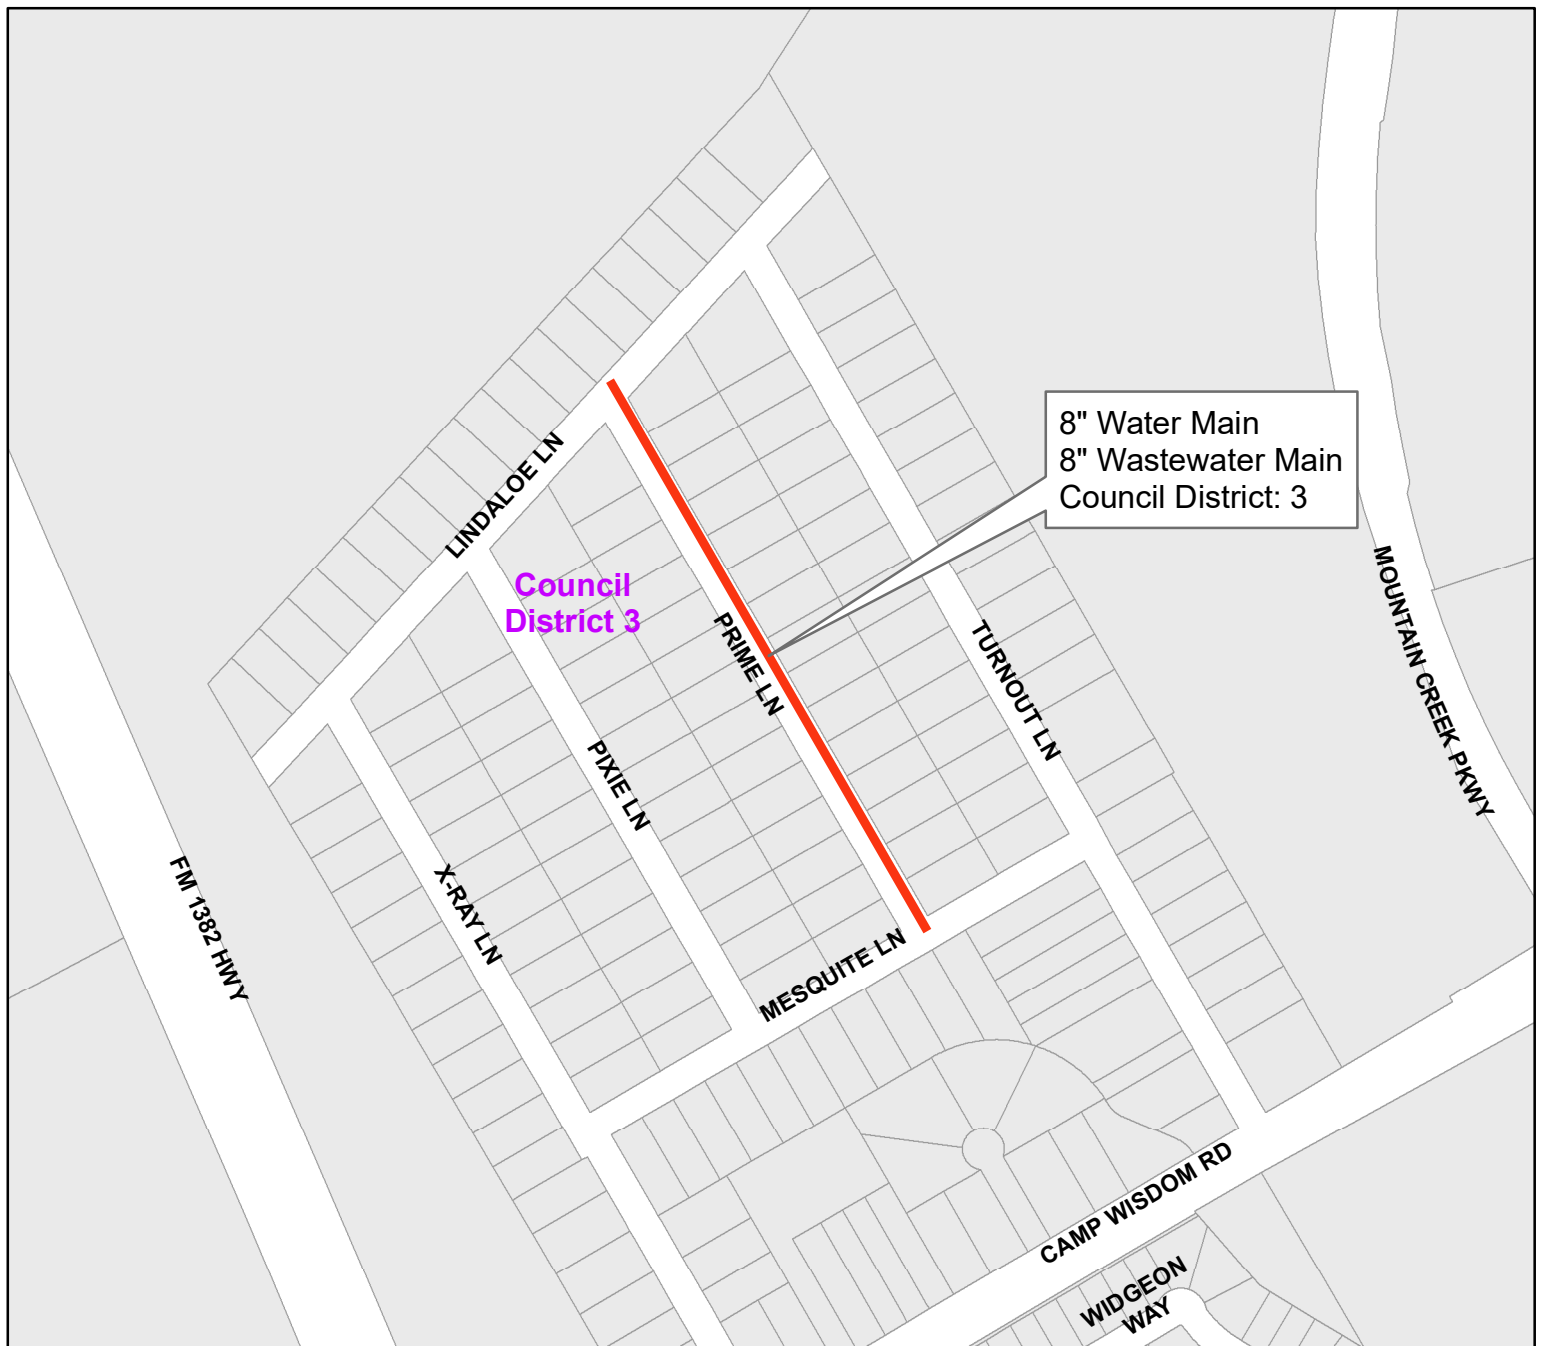 8" Water Main
8" Wastewater Main
Council District: 3
LINDALOE LN
Council
District 3
PRIME LN
TURNOUT LN
MOUNTAIN CREEK PKWY
PIXIE LN
X-RAY LN
FM 1382 HWY
MESQUITE LN
CAMP WISDOM RD
WIDGEON
WAY